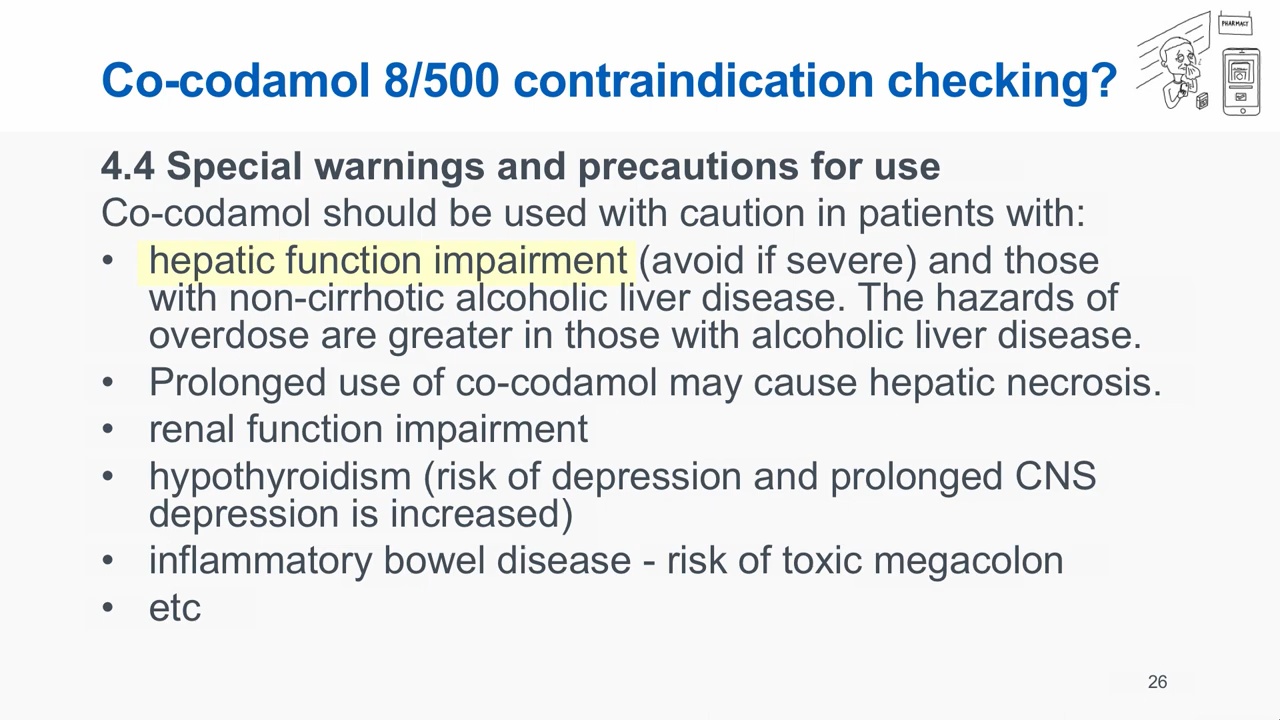 Co-codamol 8/500 contraindication checking?
PHARMACY
4.4 Special warnings and precautions for use
Co-codamol should be used with caution in patients with:
• hepatic function impairment (avoid if severe) and those
with non-cirrhotic alcoholic liver disease. The hazards of
overdose are greater in those with alcoholic liver disease.
• Prolonged use of co-codamol may cause hepatic necrosis.
• renal function impairment
• hypothyroidism (risk of depression and prolonged CNS
depression is increased)
• inflammatory bowel disease - risk of toxic megacolon
• etc
26